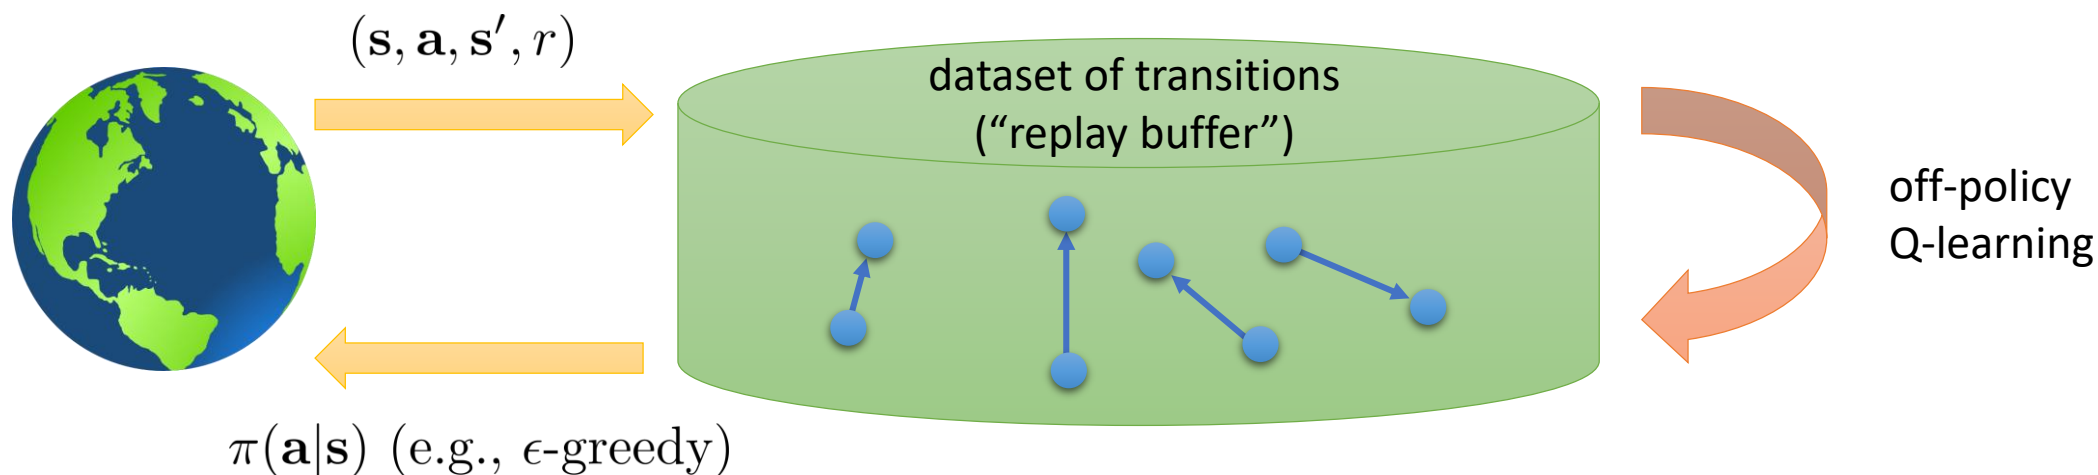 (s, a, s′, r)
dataset of transitions
(“replay buffer”)
off-policy
Q-learning
π(a|s) (e.g., ϵ-greedy)